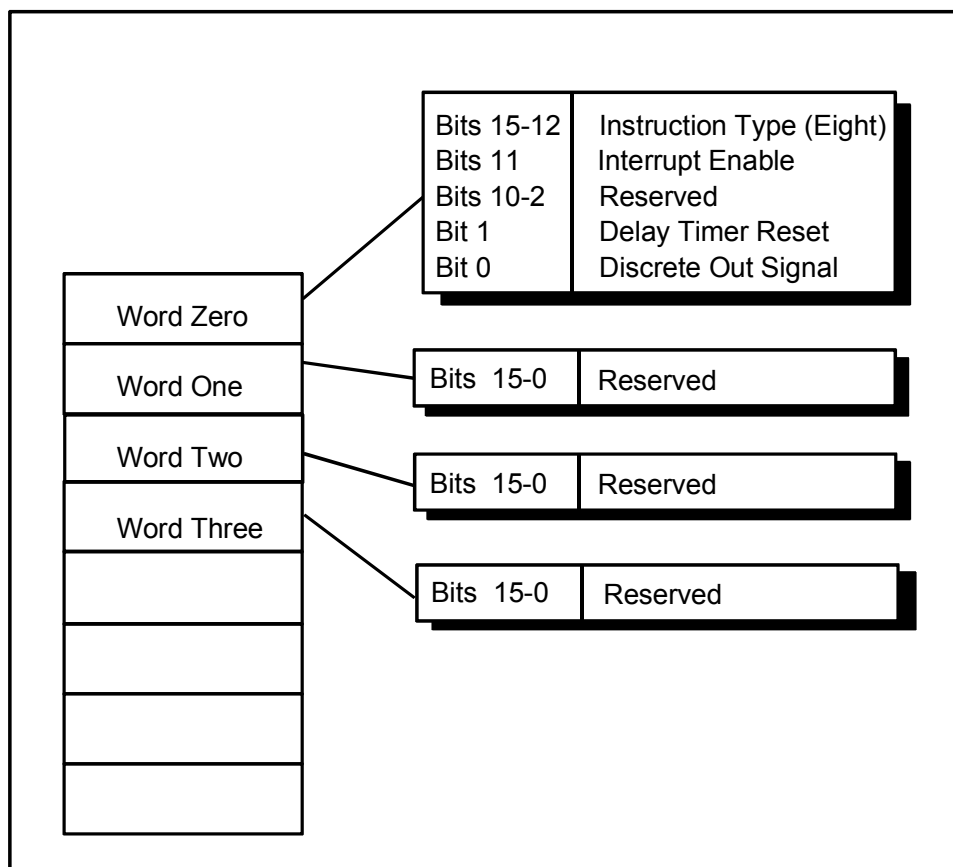 Bits 15-12 Instruction Type (Eight)
Bits 11 Interrupt Enable
Bits 10-2 Reserved
Bit 1 Delay Timer Reset
Bit 0 Discrete Out Signal
Word Zero
Word One
Bits 15-0 Reserved
Word Two
Bits 15-0 Reserved
Word Three
Bits 15-0 Reserved